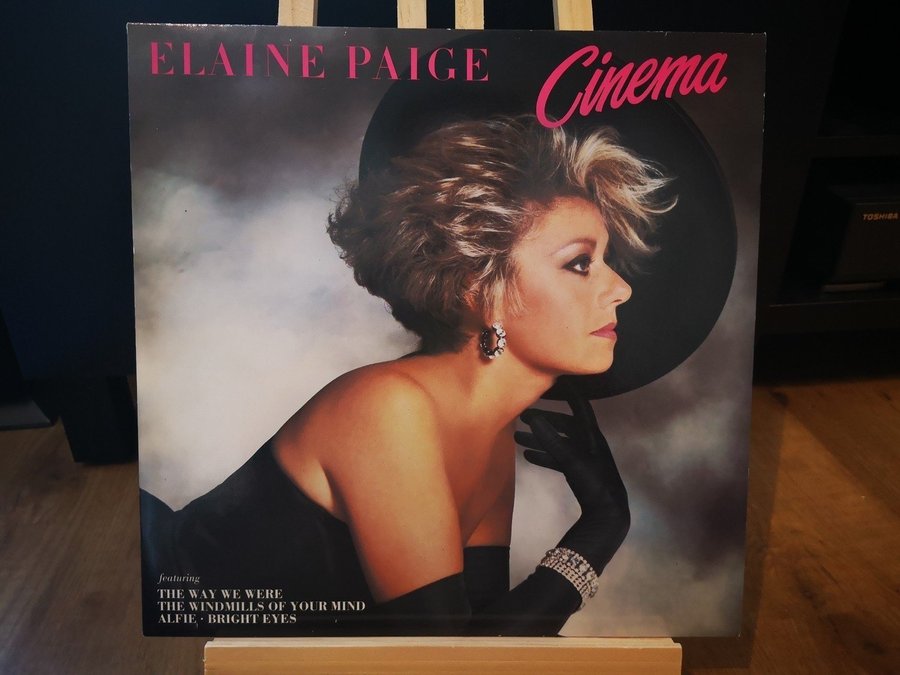 ELAINE PAIGE
Cinema
TOSHIBA
featuring
THE WAY WE WERE
THE WINDMILLS OF YOUR MIND
ALFIE · BRIGHT EYES